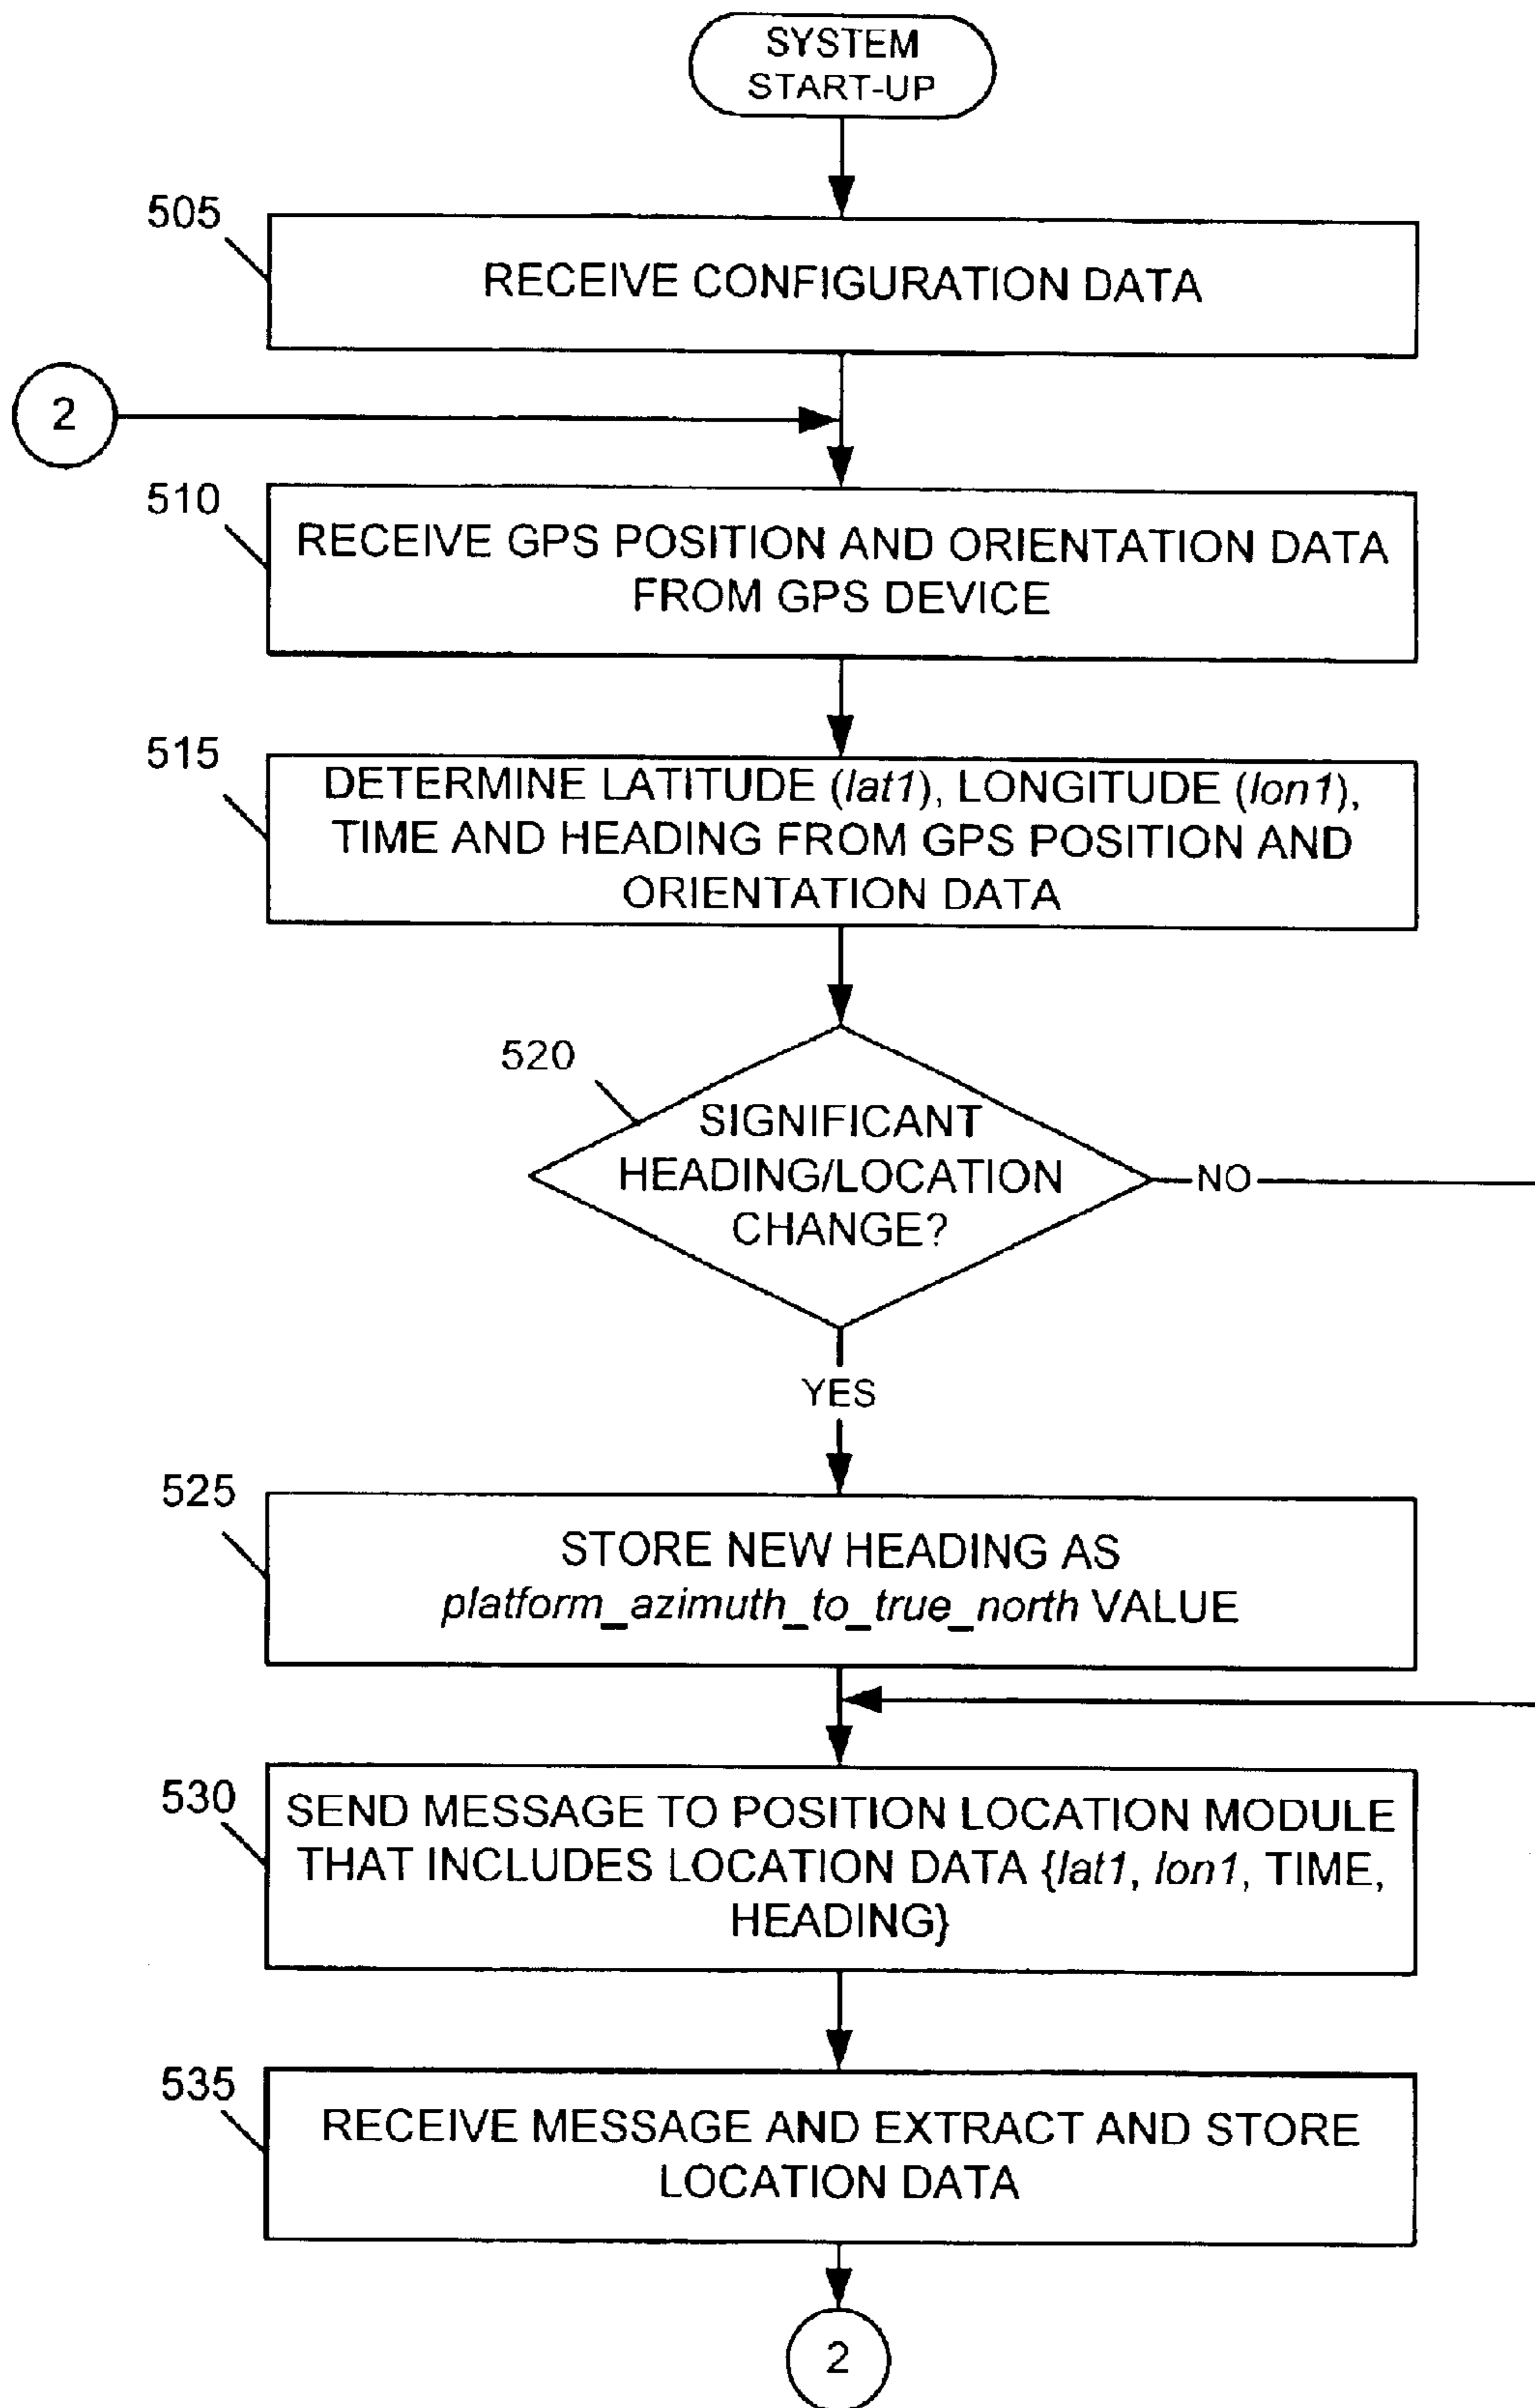 SYSTEM
START-UP
505
RECEIVE CONFIGURATION DATA
2
510
RECEIVE GPS POSITION AND ORIENTATION DATA
FROM GPS DEVICE
515
DETERMINE LATITUDE (lat1), LONGITUDE (lon1),
TIME AND HEADING FROM GPS POSITION AND
ORIENTATION DATA
520
SIGNIFICANT
HEADING/LOCATION
CHANGE?
NO
YES
525
STORE NEW HEADING AS
platform_azimuth_to_true_north VALUE
530
SEND MESSAGE TO POSITION LOCATION MODULE
THAT INCLUDES LOCATION DATA {lat1, lon1, TIME,
HEADING}
535
RECEIVE MESSAGE AND EXTRACT AND STORE
LOCATION DATA
2